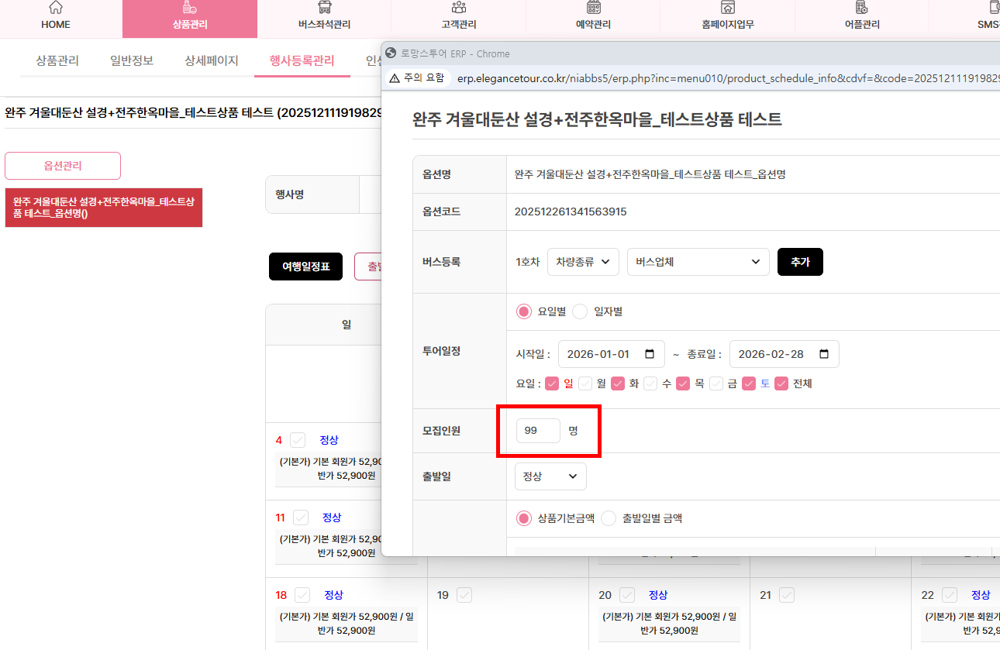 HOME
상품관리
버스좌석관리
고객관리
예약관리
홈페이지업무
어플관리
상품관리
일반정보
상세페이지
행사등록관리
로망스투어 ERP - Chrome
주의 요함
erp.elegancetour.co.kr/niabbs5/erp.php?inc=menu010/product_schedule_info&cdvf=&code=2025121119198
완주 겨울대둔산 설경+전주한옥마을_테스트상품 테스트 (202512111919829
옵션관리
완주 겨울대둔산 설경+전주한옥마을_테스트상
품 테스트_옵션명()
행사명
여행일정표
일
4 정상
(기본가) 기본 회원가 52,90
반가 52,900원
11 정상
(기본가) 기본 회원가 52,90
반가 52,900원
18 정상
(기본가) 기본 회원가 52,900원 / 일
반가 52,900원
19
20 정상
(기본가) 기본 회원가 52,900원 / 일
반가 52,900원
21
22 정상
(기본가) 기본 회원가
반가 52,9
완주 겨울대둔산 설경+전주한옥마을_테스트상품 테스트
옵션명
완주 겨울대둔산 설경+전주한옥마을_테스트상품 테스트_옵션명
옵션코드
202512261341563915
버스등록
1호차 차량종류 버스업체 추가
투어일정
요일별 일자별
시작일 : 2026-01-01 ~ 종료일 : 2026-02-28
요일 : 일 월 화 수 목 금 토 전체
모집인원
99 명
출발일
정상
상품기본금액 출발일별 금액